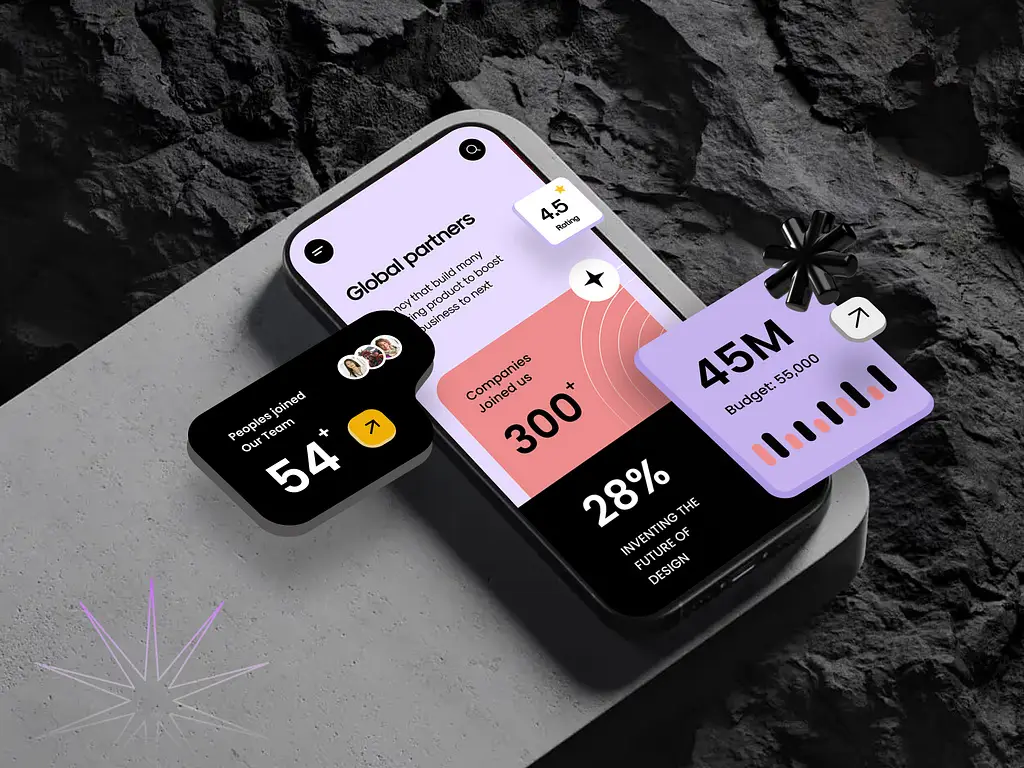 Global partners
ncy that build many
ing product to boost
business to next
4.5
Rating
Companies
Joined us
300+
Peoples joined
Our Team
54+
45M
Budget: 55,000
28%
INVENTING THE
FUTURE OF
DESIGN